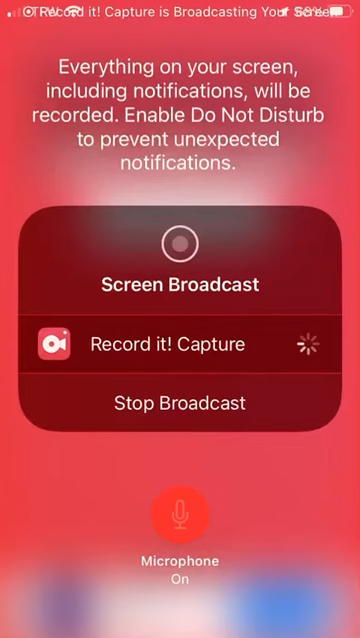 Record it! Capture is Broadcasting Your Screen
Everything on your screen,
including notifications, will be
recorded. Enable Do Not Disturb
to prevent unexpected
notifications.
Screen Broadcast
Record it! Capture
Stop Broadcast
Microphone
On